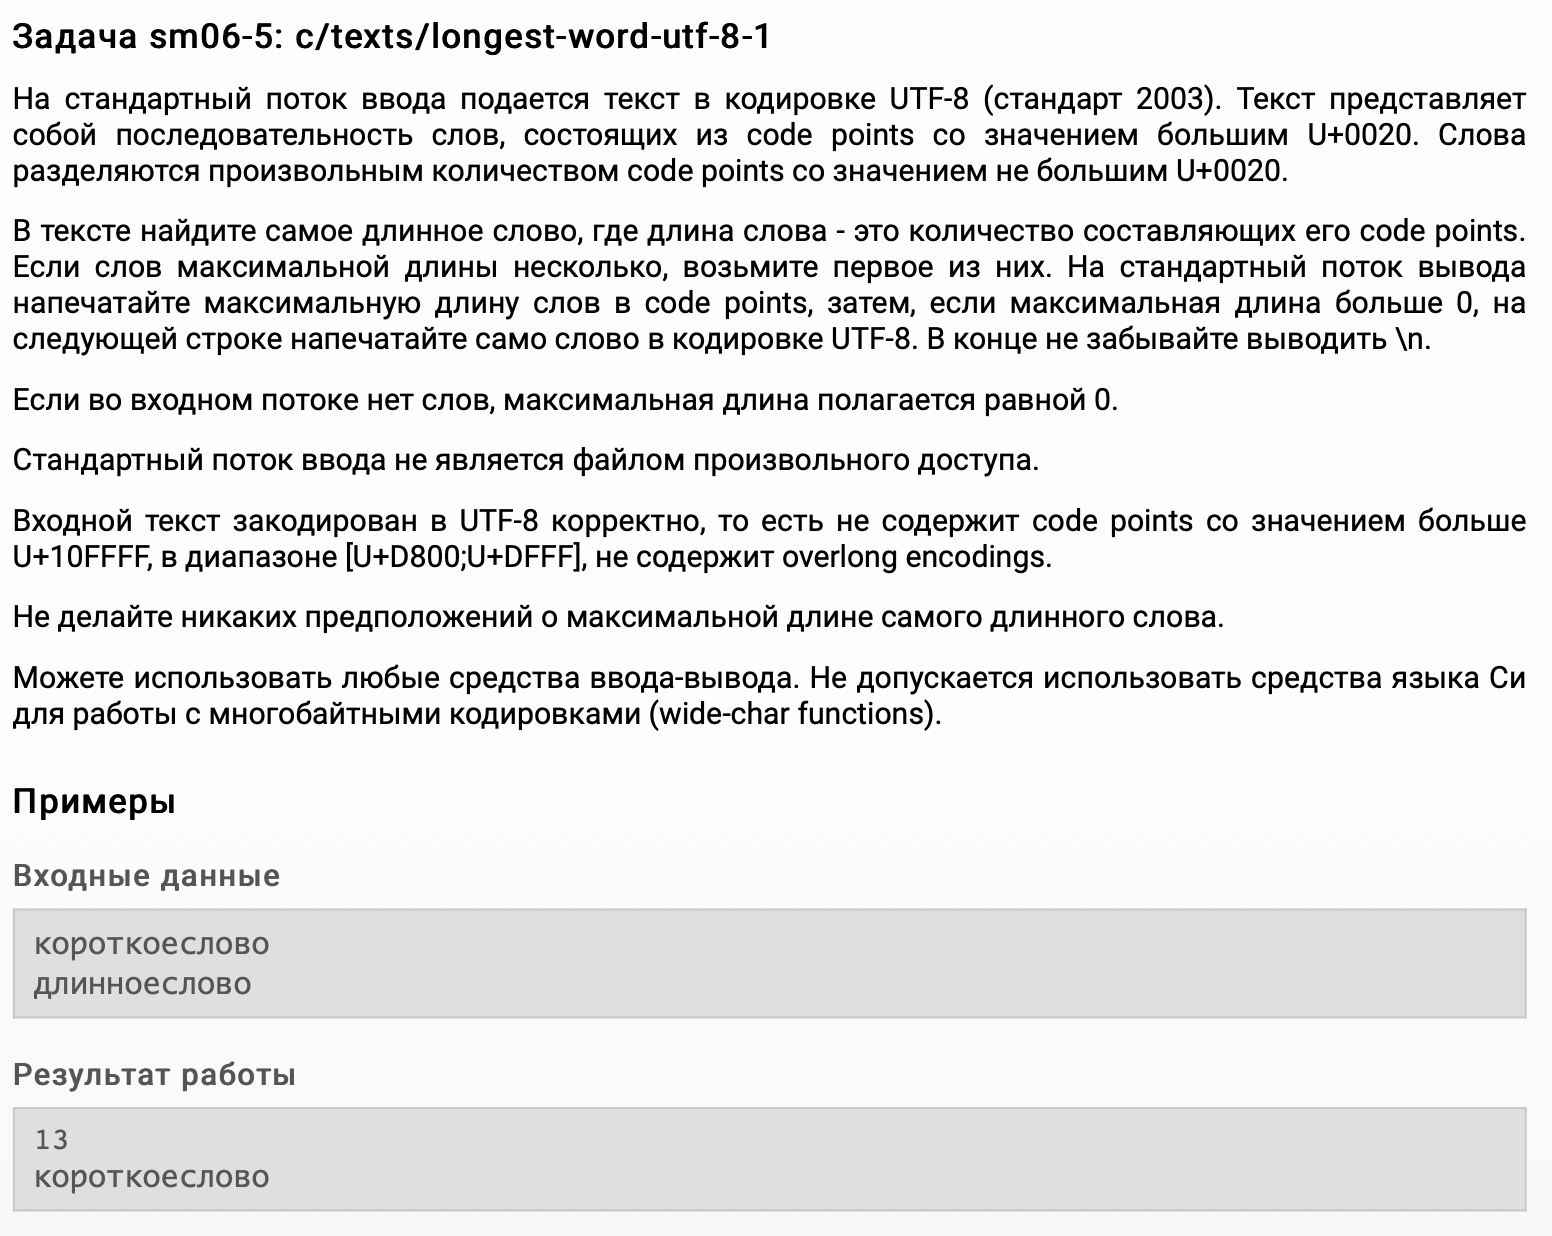 Задача sm06-5: c/texts/longest-word-utf-8-1
На стандартный поток ввода подается текст в кодировке UTF-8 (стандарт 2003). Текст представляет
собой последовательность слов, состоящих из code points со значением большим U+0020. Слова
разделяются произвольным количеством code points со значением не большим U+0020.
В тексте найдите самое длинное слово, где длина слова - это количество составляющих его code points.
Если слов максимальной длины несколько, возьмите первое из них. На стандартный поток вывода
напечатайте максимальную длину слов в code points, затем, если максимальная длина больше 0, на
следующей строке напечатайте само слово в кодировке UTF-8. В конце не забывайте выводить \n.
Если во входном потоке нет слов, максимальная длина полагается равной 0.
Стандартный поток ввода не является файлом произвольного доступа.
Входной текст закодирован в UTF-8 корректно, то есть не содержит code points со значением больше
U+10FFFF, в диапазоне [U+D800;U+DFFF], не содержит overlong encodings.
Не делайте никаких предположений о максимальной длине самого длинного слова.
Можете использовать любые средства ввода-вывода. Не допускается использовать средства языка Си
для работы с многобайтными кодировками (wide-char functions).
Примеры
Входные данные
короткоеслово
длинноеслово
Результат работы
13
короткоеслово